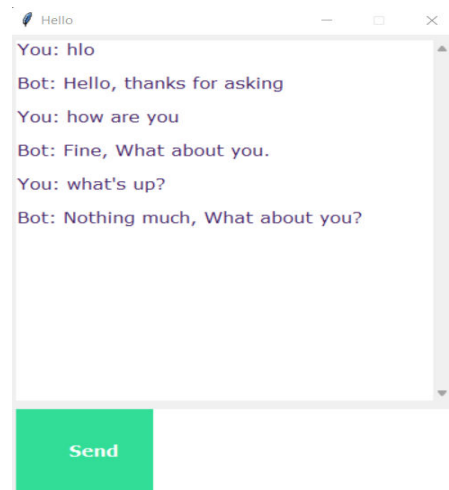 Hello
You: hlo
Bot: Hello, thanks for asking
You: how are you
Bot: Fine, What about you.
You: what's up?
Bot: Nothing much, What about you?
Send